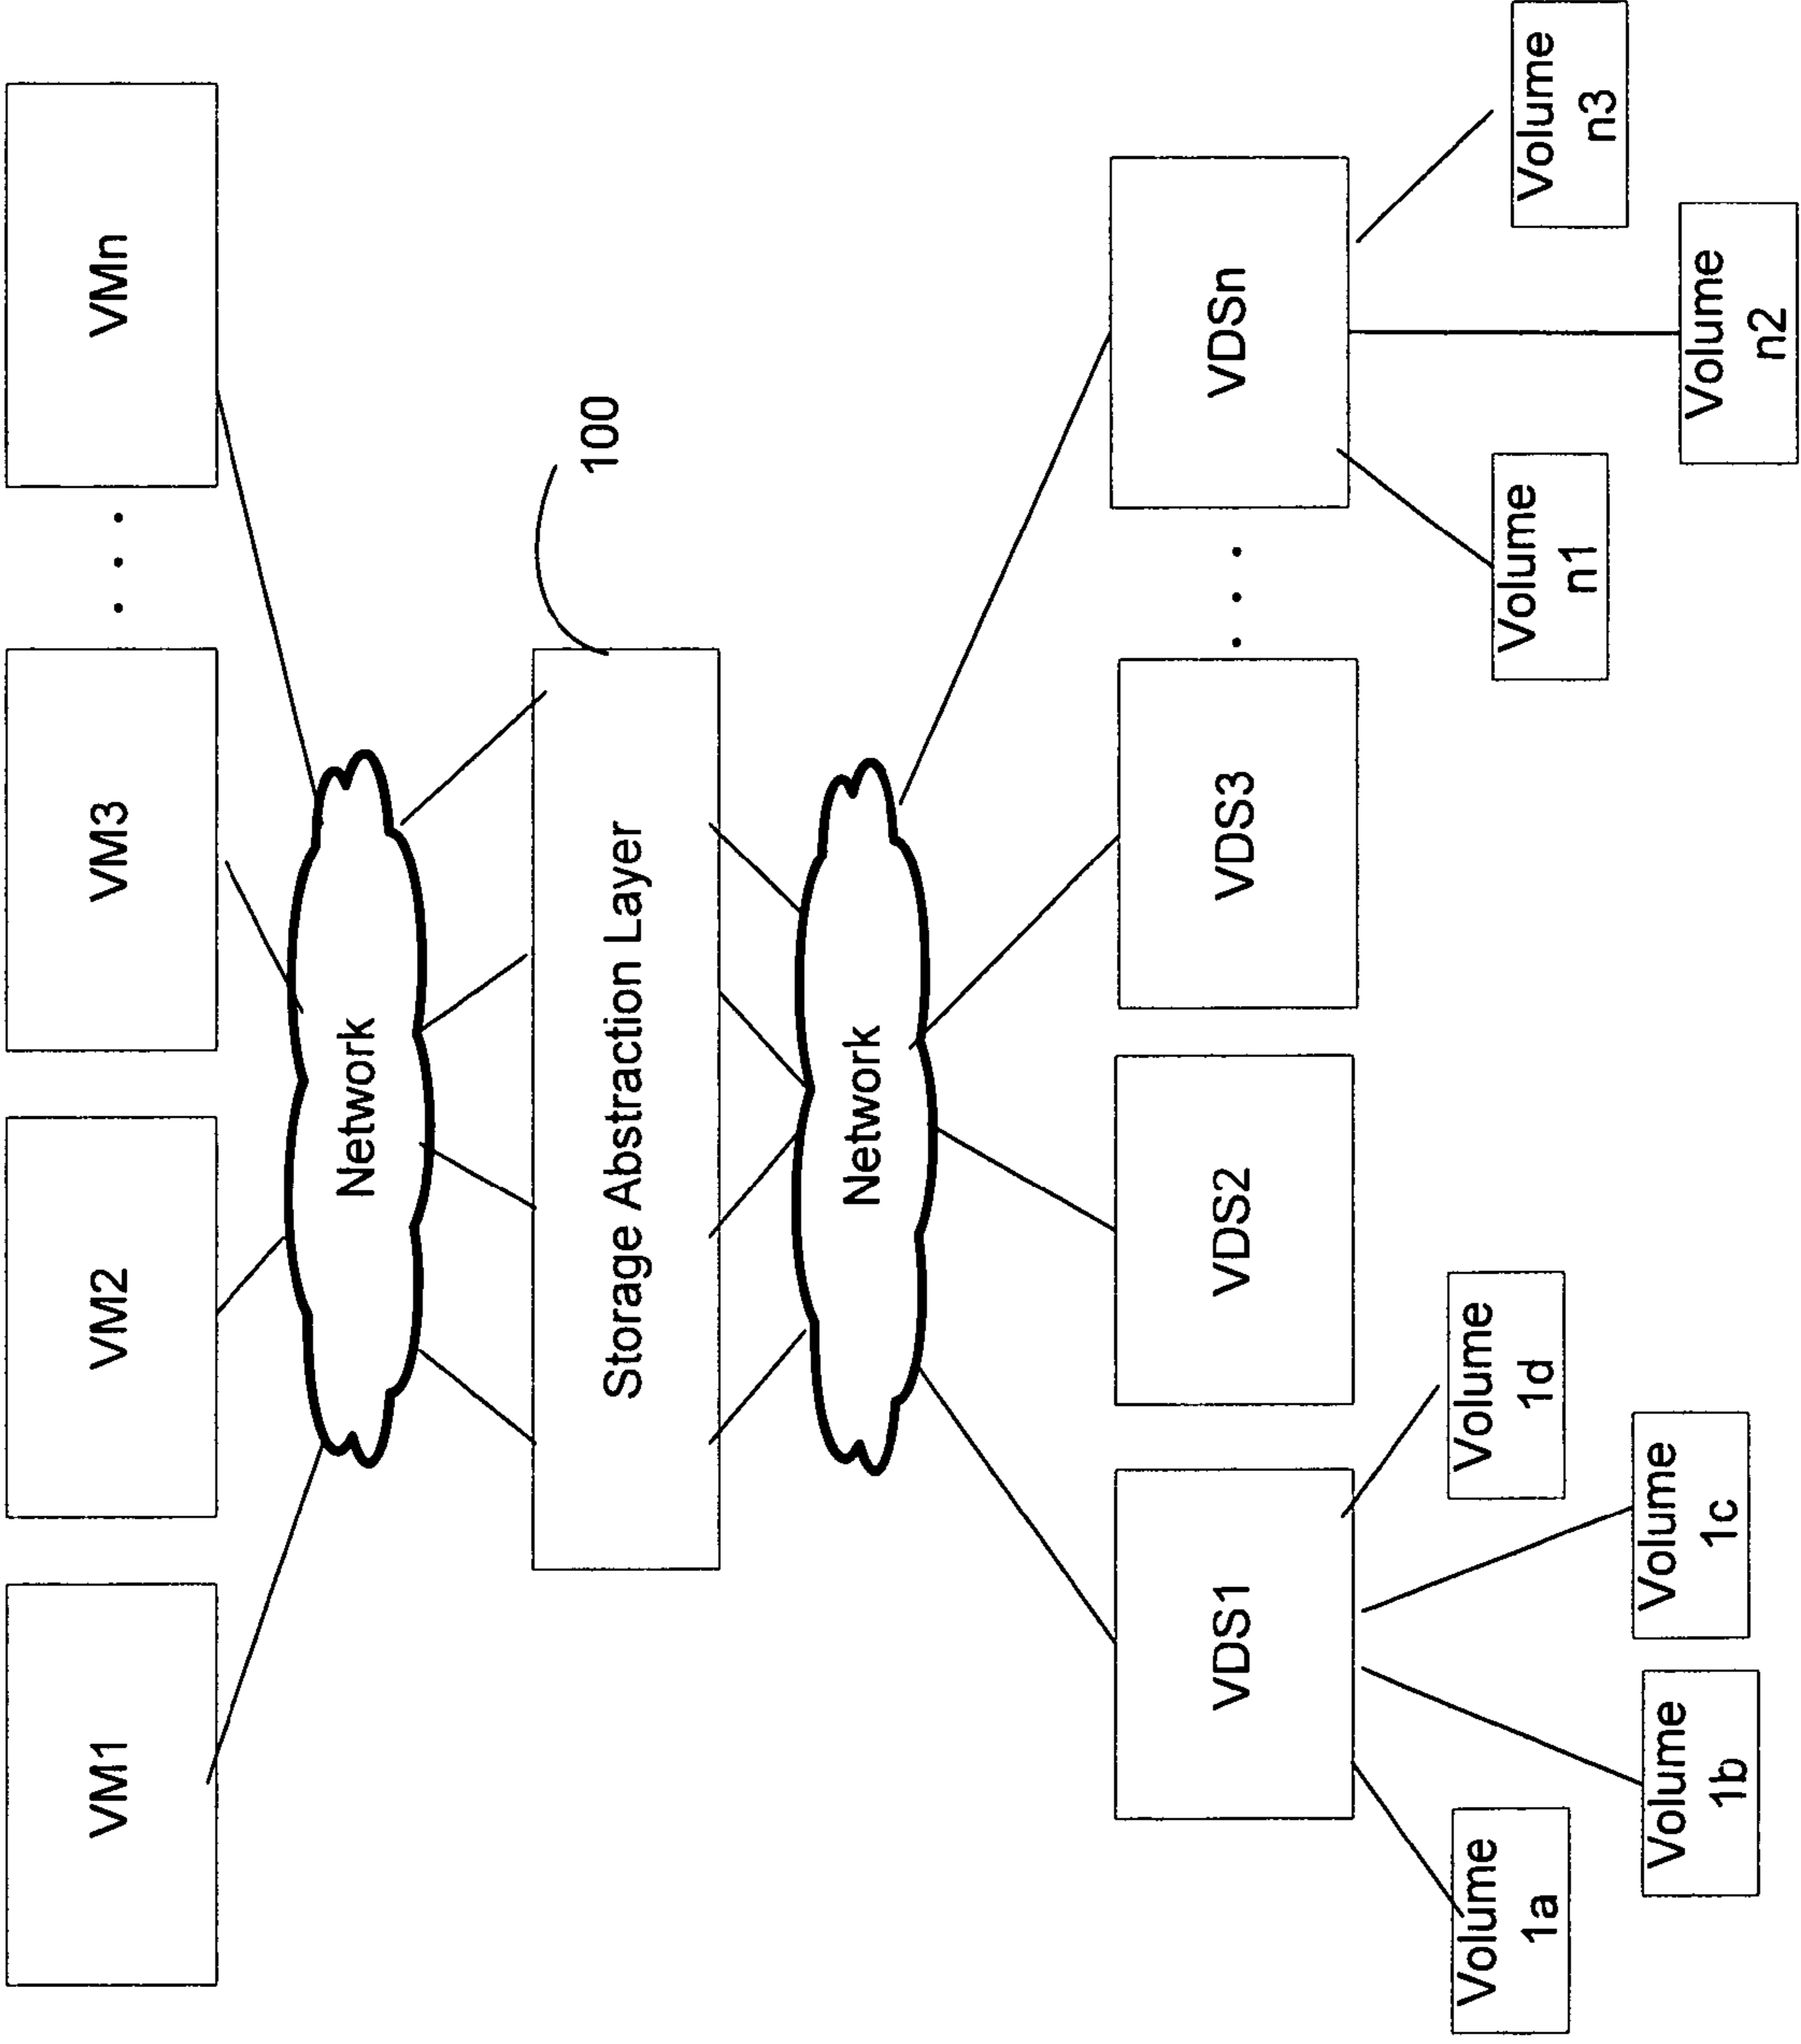 VM1
VM2
VM3
. . .
VMn
Network
100
Storage Abstraction Layer
Network
VDS1
VDS2
VDS3
. . .
VDSn
Volume
1a
Volume
1b
Volume
1c
Volume
1d
Volume
n1
Volume
n2
Volume
n3